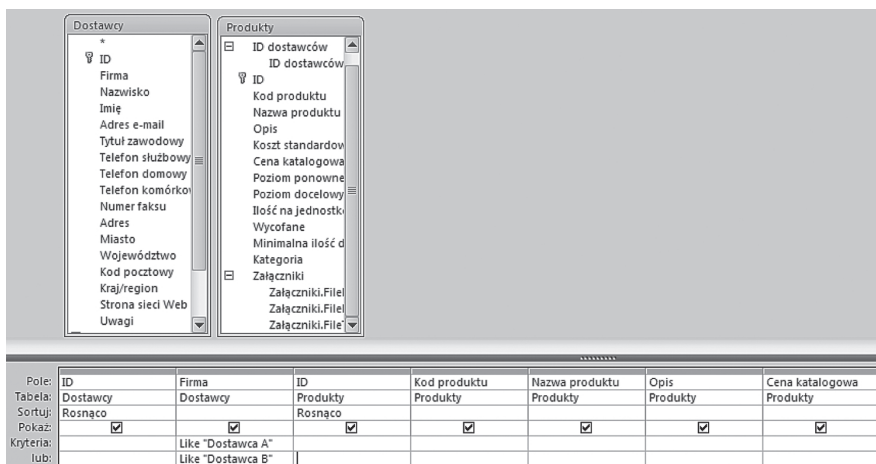 Dostawcy
*
ID
Firma
Nazwisko
Imię
Adres e-mail
Tytuł zawodowy
Telefon służbowy
Telefon domowy
Telefon komórko
Numer faksu
Adres
Miasto
Województwo
Kod pocztowy
Kraj/region
Strona sieci Web
Uwagi
Produkty
ID dostawców
ID dostawców
ID
Kod produktu
Nazwa produktu
Opis
Koszt standardow
Cena katalogowa
Poziom ponowne
Poziom docelowy
Ilość na jednostk
Wycofane
Minimalna ilość d
Kategoria
Załączniki
Załączniki.Filel
Załączniki.Filel
Załączniki.File
Pole: ID Firma ID Kod produktu Nazwa produktu Opis Cena katalogowa
Tabela: Dostawcy Dostawcy Produkty Produkty Produkty Produkty Produkty
Sortuj: Rosnąco Rosnąco
Pokaż:
Kryteria: Like "Dostawca A"
lub: Like "Dostawca B"